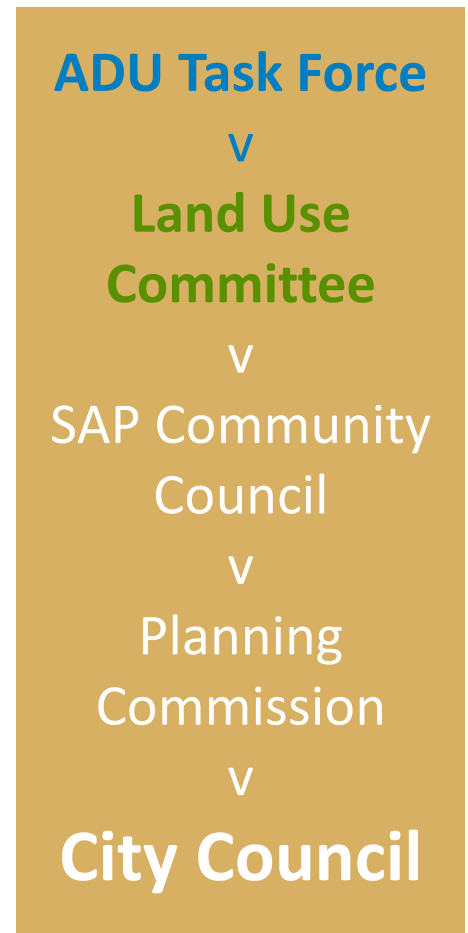 ADU Task Force
v
Land Use
Committee
v
SAP Community
Council
v
Planning
Commission
v
City Council